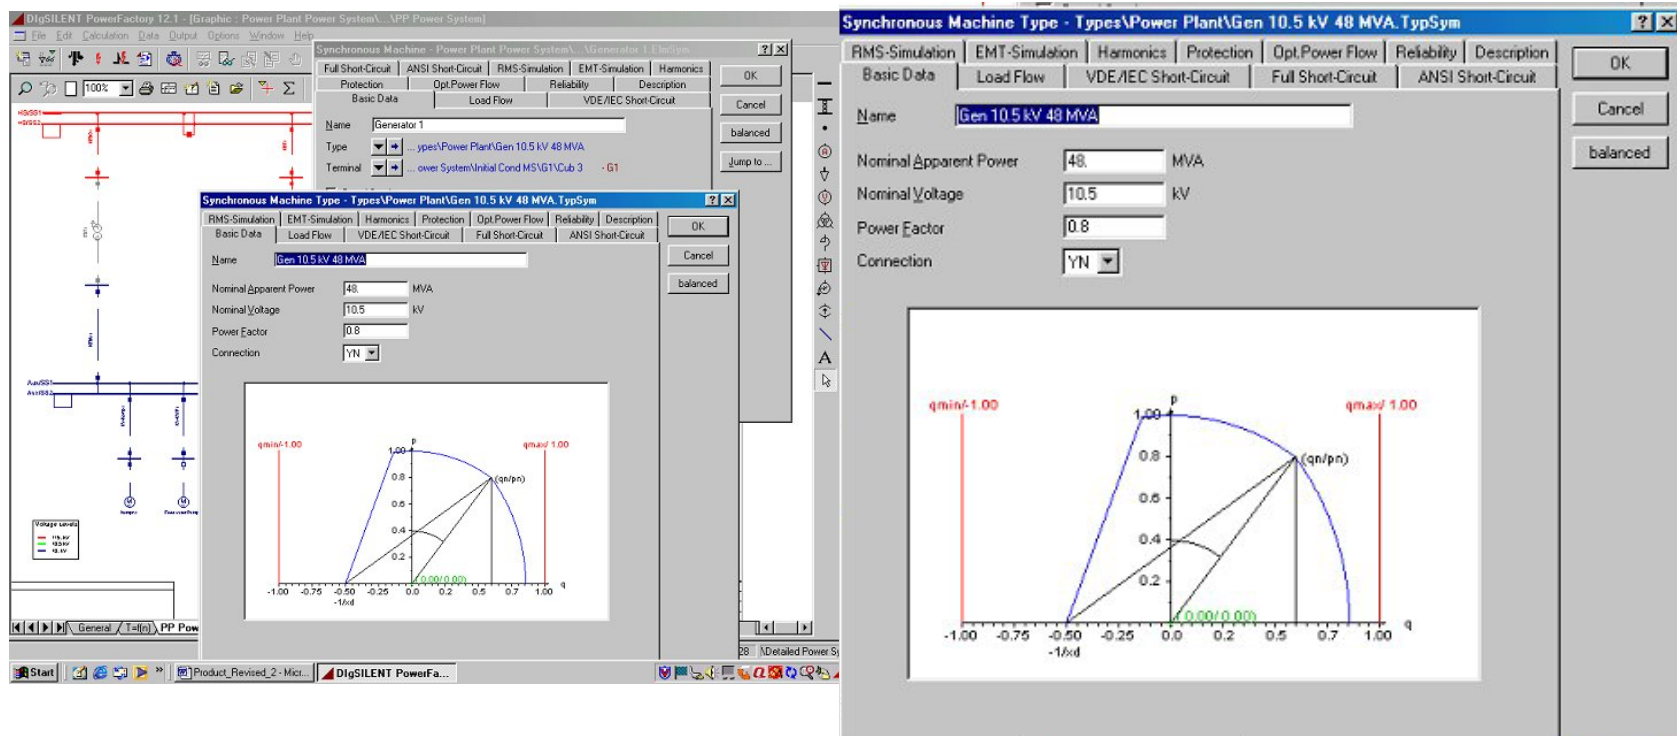 DIgSILENT PowerFactory 12.1 - [Graphic : Power Plant Power System\...\PP Power System]
File Edit Calculation Data Output Options Window Help
100%
Synchronous Machine - Power Plant Power System\...\Generator 1.ElmSym
Full Short-Circuit ANSI Short-Circuit RMS-Simulation EMT-Simulation Harmonics
Protection Opt.Power Flow Reliability Description
Basic Data Load Flow VDE/IEC Short-Circuit
OK
Cancel
balanced
Jump to ...
Name Generator 1
Type ... ypes\Power Plant\Gen 10.5 kV 48 MVA
Terminal ... ower System\Initial Cond MS\G1\Cub 3 - G1
Synchronous Machine Type - Types\Power Plant\Gen 10.5 kV 48 MVA.TypSym
RMS-Simulation EMT-Simulation Harmonics Protection Opt.Power Flow Reliability Description
Basic Data Load Flow VDE/IEC Short-Circuit Full Short-Circuit ANSI Short-Circuit
OK
Cancel
balanced
Name Gen 10.5 kV 48 MVA
Nominal Apparent Power 48. MVA
Nominal Voltage 10.5 kV
Power Factor 0.8
Connection YN
qmin/-1.00
p
qmax/ 1.00
1.00
0.8
(qn/pn)
0.6
0.4
0.2
( 0.00/ 0.00)
-1.00 -0.75 -0.50 -0.25 0.0 0.2 0.5 0.7 1.00 q
-1/xd
Voltage Levels
General T=f(n) PP Pow
28 \Detailed Power Sy
Start
Product_Revised_2 - Micr...
DIgSILENT PowerFa...
Synchronous Machine Type - Types\Power Plant\Gen 10.5 kV 48 MVA.TypSym
RMS-Simulation EMT-Simulation Harmonics Protection Opt.Power Flow Reliability Description
Basic Data Load Flow VDE/IEC Short-Circuit Full Short-Circuit ANSI Short-Circuit
OK
Cancel
balanced
Name Gen 10.5 kV 48 MVA
Nominal Apparent Power 48. MVA
Nominal Voltage 10.5 kV
Power Factor 0.8
Connection YN
qmin/-1.00
p
qmax/ 1.00
1.00
0.8
(qn/pn)
0.6
0.4
0.2
( 0.00/ 0.00)
-1.00 -0.75 -0.50 -0.25 0.0 0.2 0.5 0.7 1.00 q
-1/xd